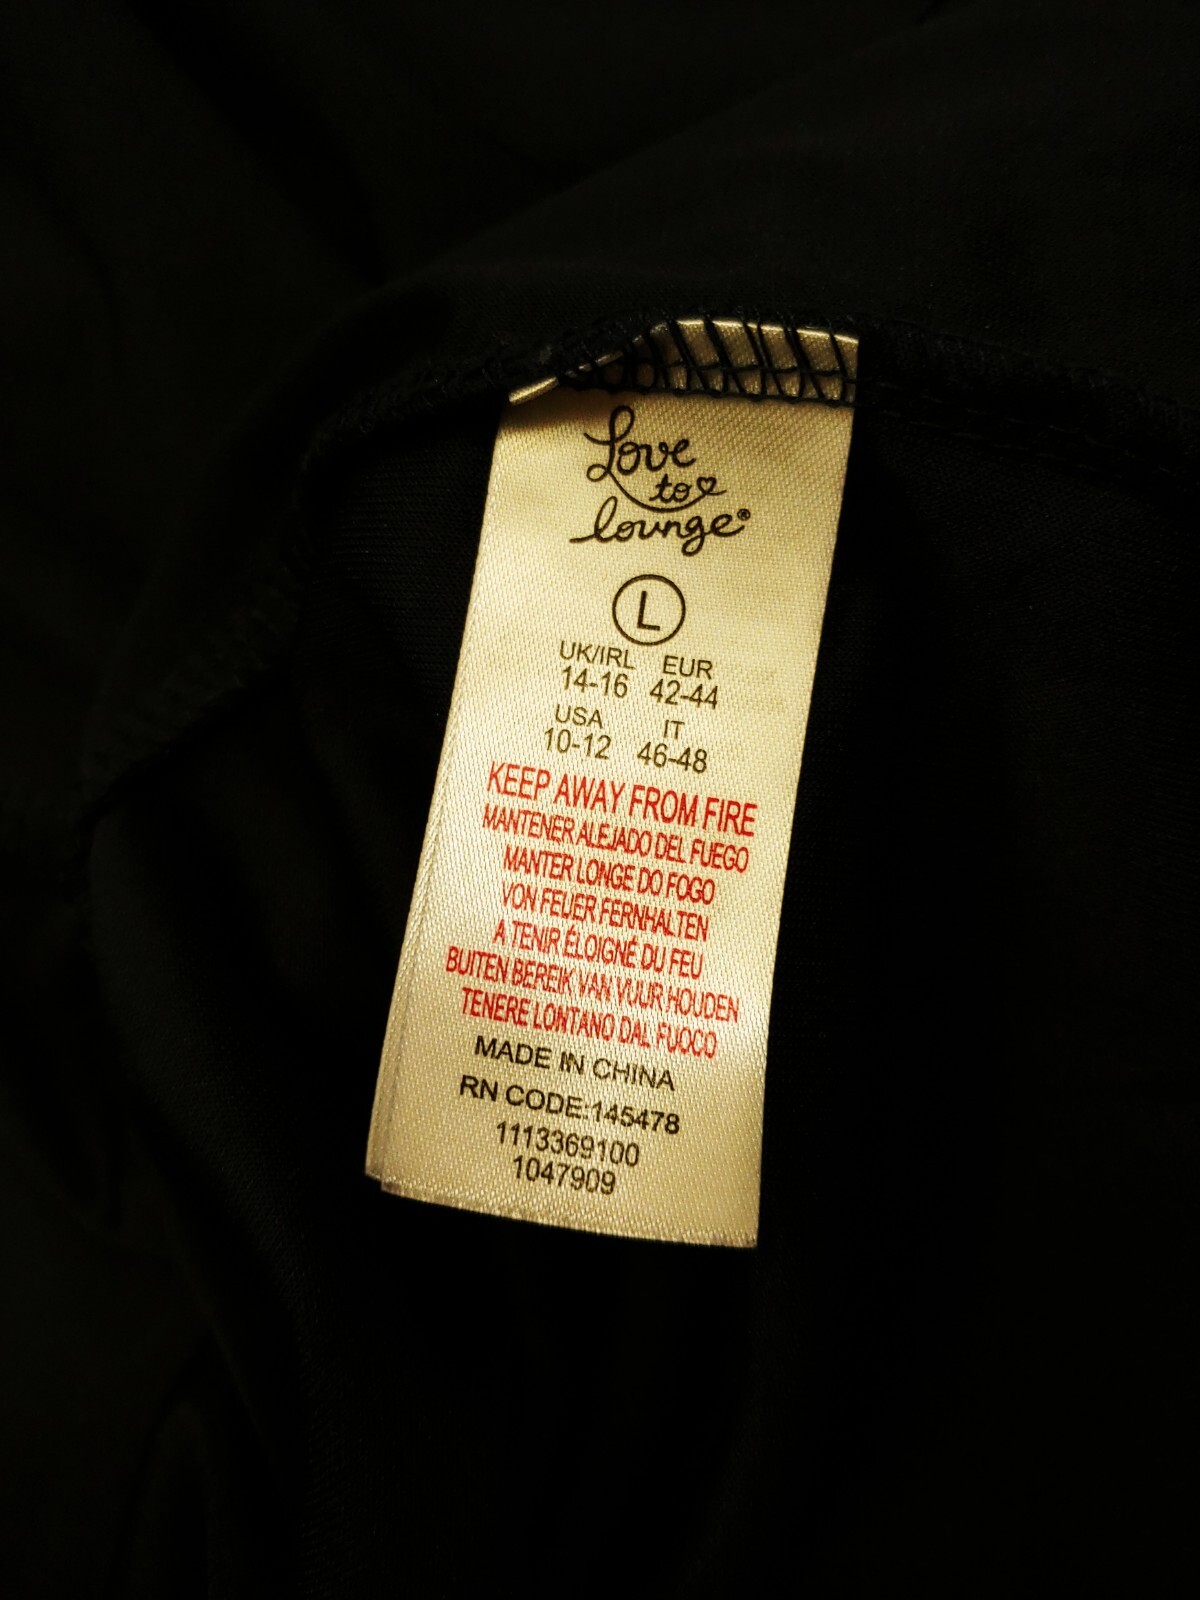 Love
to
lounge®
L
UK/IRL EUR
14-16 42-44
USA IT
10-12 46-48
KEEP AWAY FROM FIRE
MANTENER ALEJADO DEL FUEGO
MANTER LONGE DO FOGO
VON FEUER FERNHALTEN
A TENIR ÉLOIGNÉ DU FEU
BUITEN BEREIK VAN VUUR HOUDEN
TENERE LONTANO DAL FUOCO
MADE IN CHINA
RN CODE:145478
1113369100
1047909